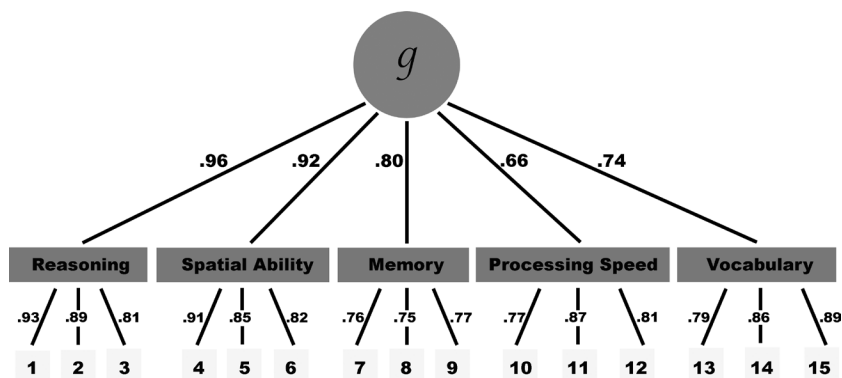 g
.96 .92 .80 .66 .74
Reasoning Spatial Ability Memory Processing Speed Vocabulary
.93 .89 .81 .91 .85 .82 .76 .75 .77 .77 .87 .81 .79 .86 .89
1 2 3 4 5 6 7 8 9 10 11 12 13 14 15